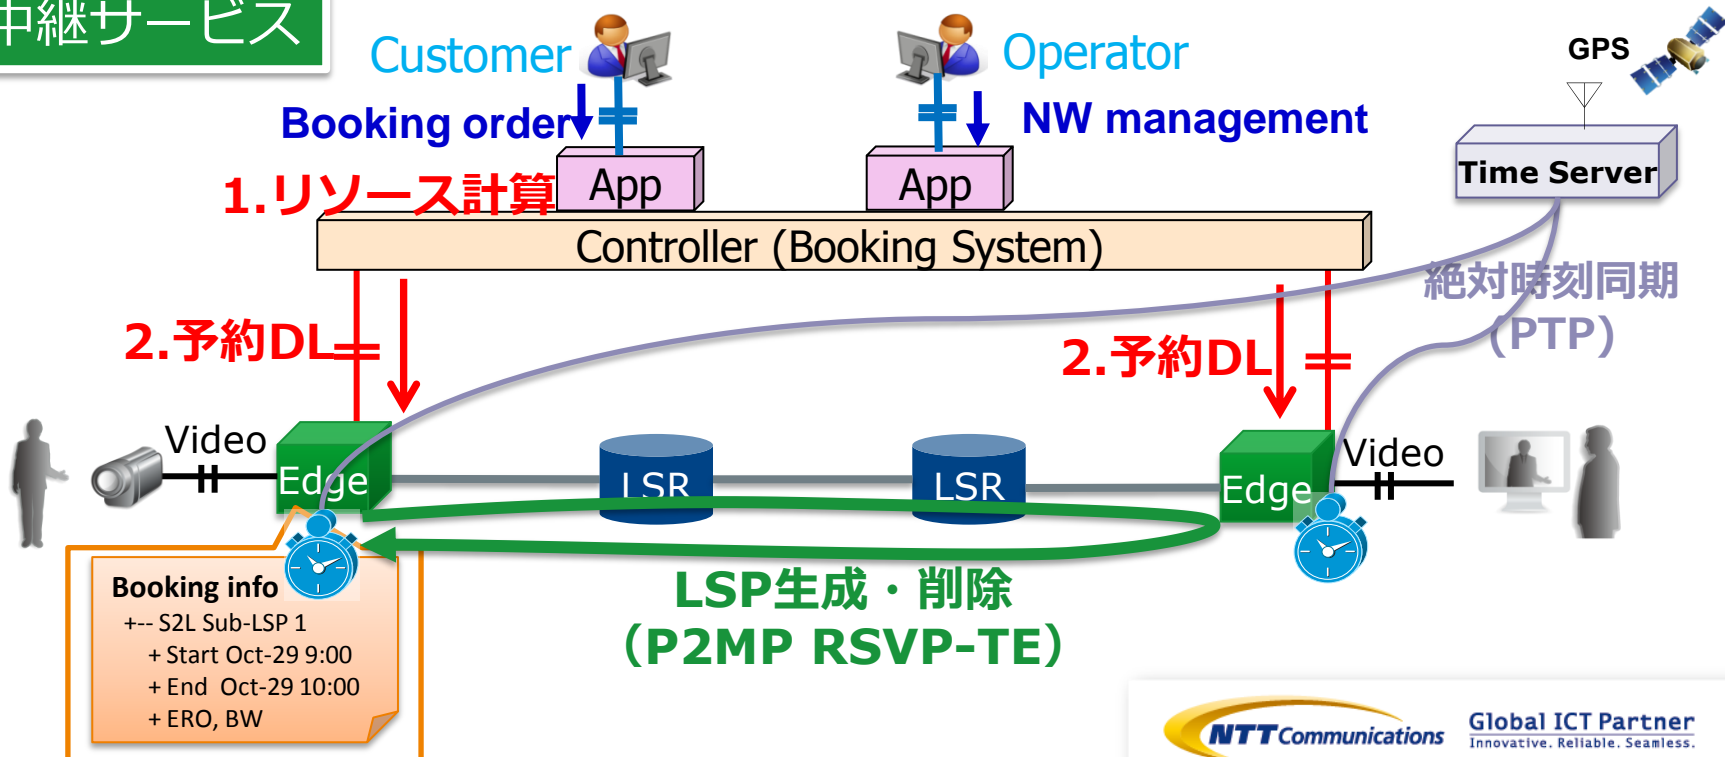 中継サービス
Customer
Operator
GPS
Booking order
NW management
App
App
Time Server
1.リソース計算
Controller (Booking System)
絶対時刻同期
(PTP)
2.予約DL
2.予約DL
Video
Edge
LSR
LSR
Edge
Video
Booking info
+-- S2L Sub-LSP 1
+ Start Oct-29 9:00
+ End Oct-29 10:00
+ ERO, BW
LSP生成・削除
（P2MP RSVP-TE）
NTT Communications
Global ICT Partner
Innovative. Reliable. Seamless.